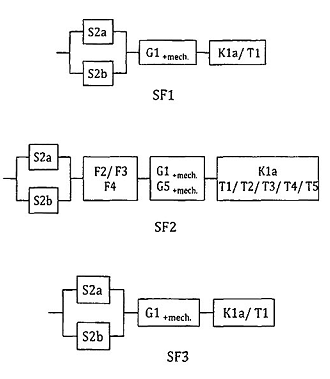 S2a
G1 +mech.
K1a/ T1
S2b
SF1
S2a
F2/ F3
F4
G1 +mech.
G5 +mech.
K1a
T1/ T2/ T3/ T4/ T5
S2b
SF2
S2a
G1 +mech.
K1a/ T1
S2b
SF3